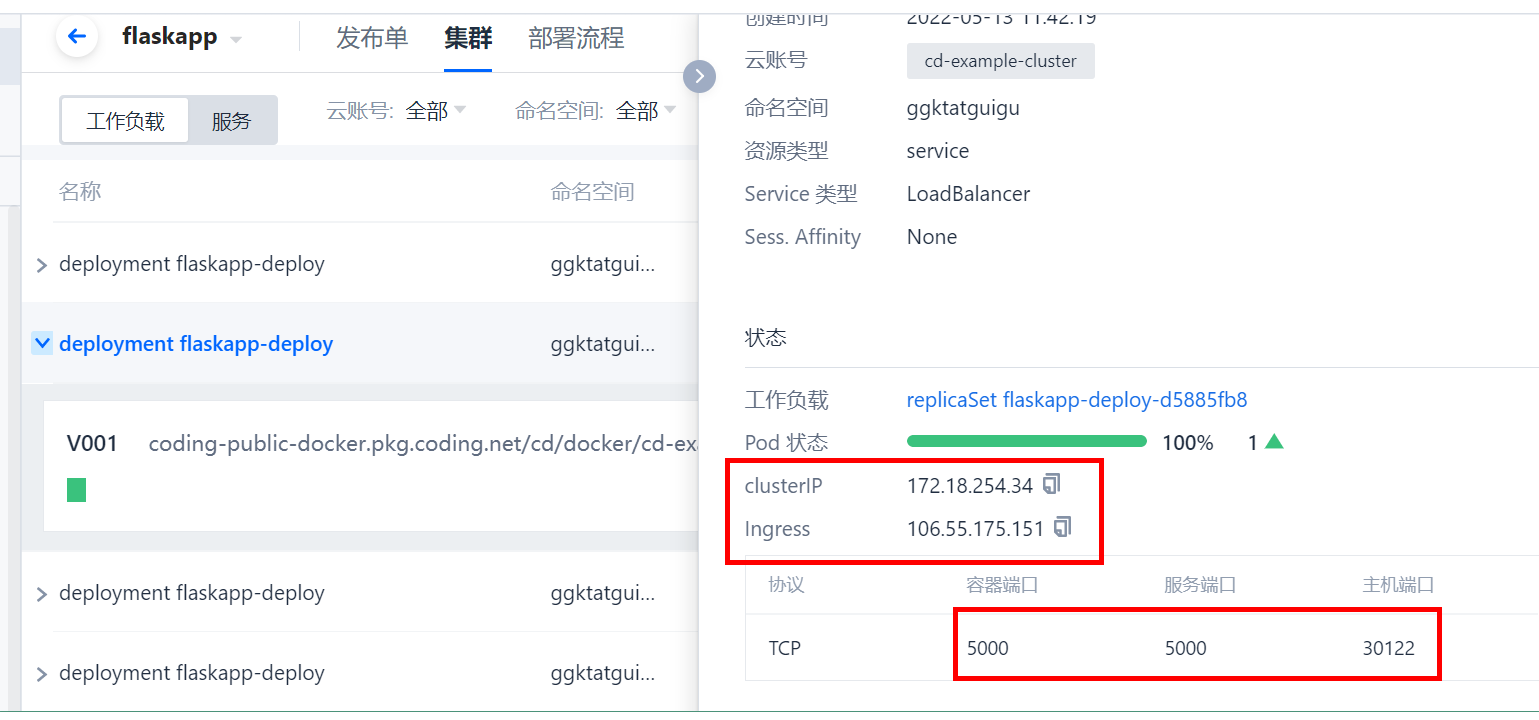 flaskapp
发布单
集群
部署流程
工作负载
服务
云账号: 全部
命名空间: 全部
名称
命名空间
deployment flaskapp-deploy
ggktatgui...
deployment flaskapp-deploy
ggktatgui...
V001
coding-public-docker.pkg.coding.net/cd/docker/cd-exa
deployment flaskapp-deploy
ggktatgui...
deployment flaskapp-deploy
ggktatgui...
创建时间
2022-05-13 11:42:19
云账号
cd-example-cluster
命名空间
ggktatguigu
资源类型
service
Service 类型
LoadBalancer
Sess. Affinity
None
状态
工作负载
replicaSet flaskapp-deploy-d5885fb8
Pod 状态
100%
1
clusterIP
172.18.254.34
Ingress
106.55.175.151
协议
容器端口
服务端口
主机端口
TCP
5000
5000
30122